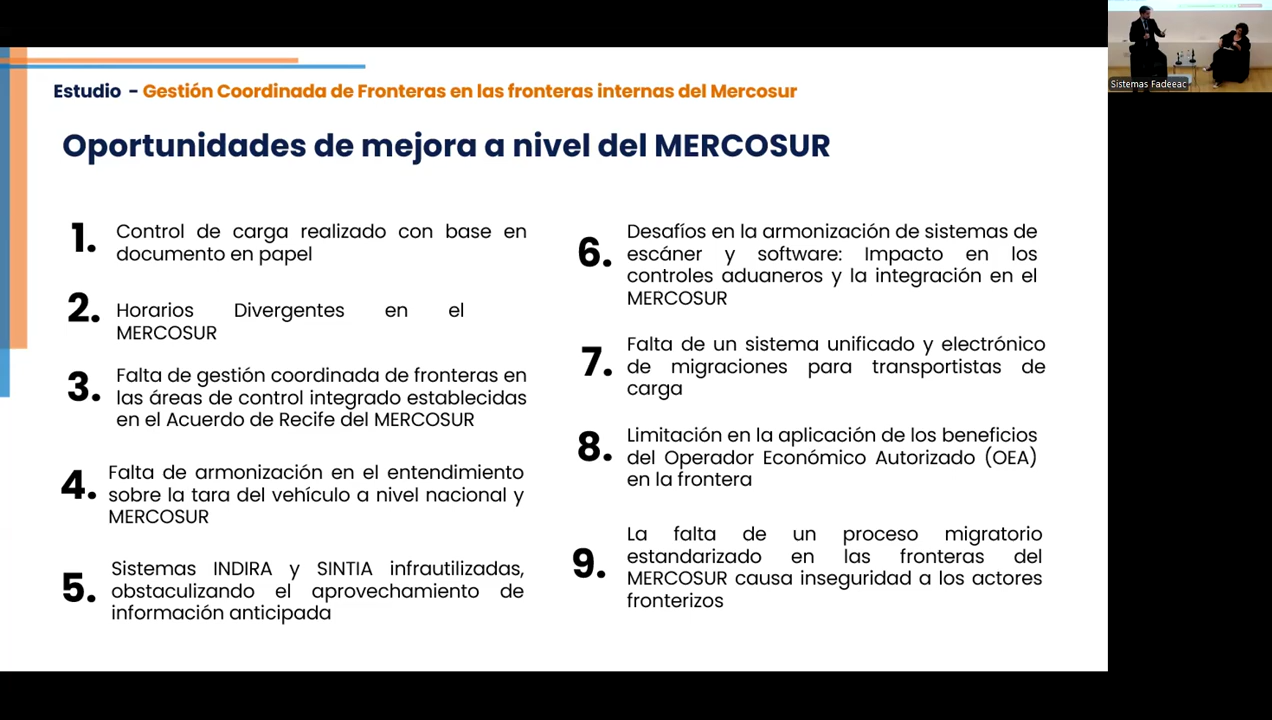 Estudio - Gestión Coordinada de Fronteras en las fronteras internas del Mercosur
Oportunidades de mejora a nivel del MERCOSUR
1. Control de carga realizado con base en
documento en papel
2. Horarios Divergentes en el
MERCOSUR
3. Falta de gestión coordinada de fronteras en
las áreas de control integrado establecidas
en el Acuerdo de Recife del MERCOSUR
4. Falta de armonización en el entendimiento
sobre la tara del vehículo a nivel nacional y
MERCOSUR
5. Sistemas INDIRA y SINTIA infrautilizadas,
obstaculizando el aprovechamiento de
información anticipada
6. Desafíos en la armonización de sistemas de
escáner y software: Impacto en los
controles aduaneros y la integración en el
MERCOSUR
7. Falta de un sistema unificado y electrónico
de migraciones para transportistas de
carga
8. Limitación en la aplicación de los beneficios
del Operador Económico Autorizado (OEA)
en la frontera
9. La falta de un proceso migratorio
estandarizado en las fronteras del
MERCOSUR causa inseguridad a los actores
fronterizos
Sistemas Fadeeac